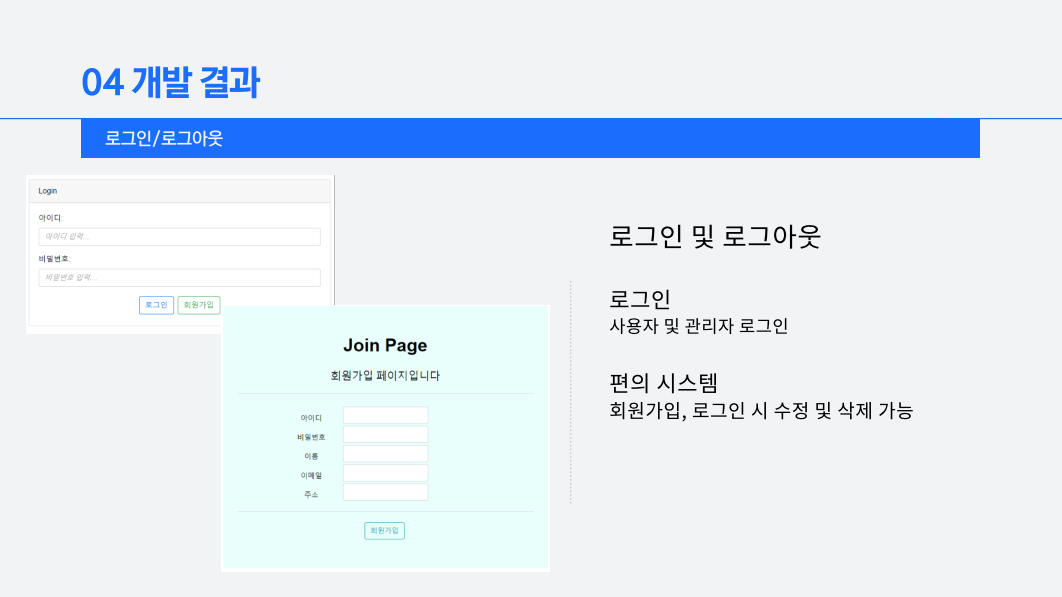 04 개발 결과
로그인/로그아웃
Login
아이디:
아이디 입력...
비밀번호:
비밀번호 입력...
로그인 회원가입
Join Page
회원가입 페이지입니다
아이디
비밀번호
이름
이메일
주소
회원가입
로그인 및 로그아웃
로그인
사용자 및 관리자 로그인
편의 시스템
회원가입, 로그인 시 수정 및 삭제 가능